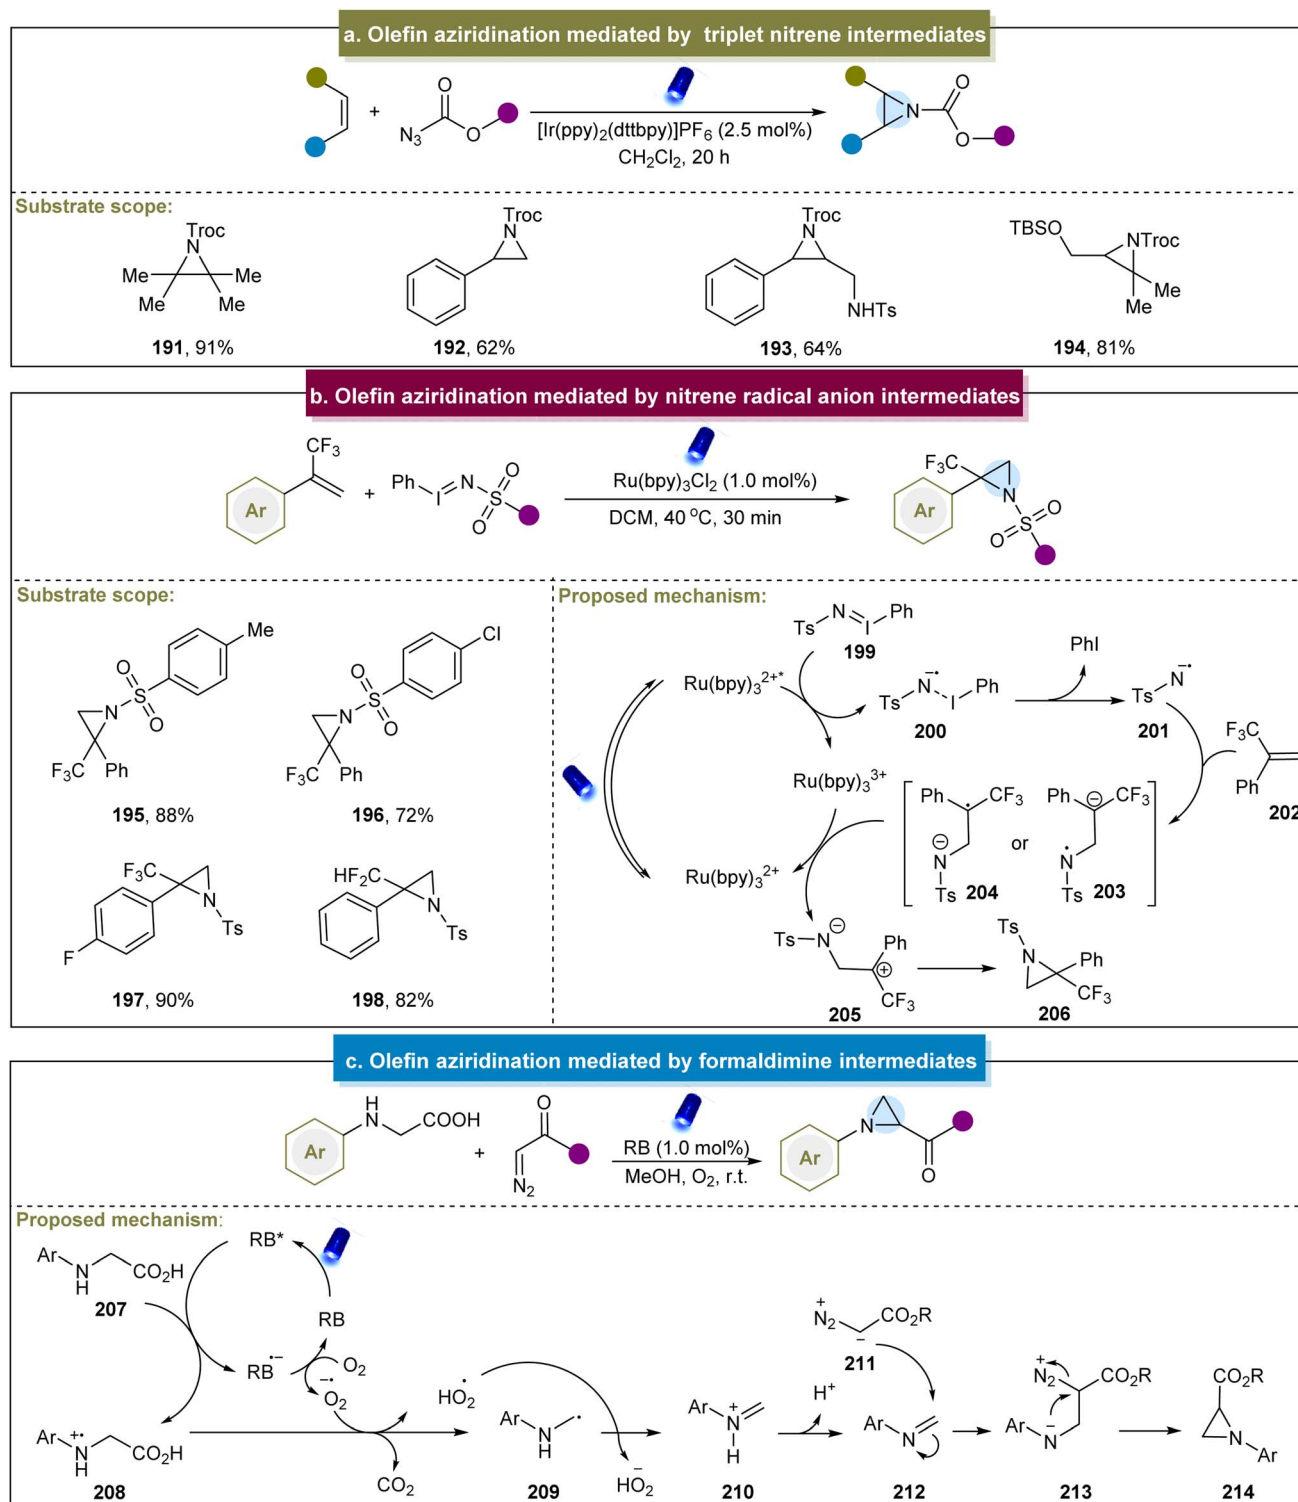 a. Olefin aziridination mediated by triplet nitrene intermediates
+
O
N3
O
[Ir(ppy)2(dttbpy)]PF6 (2.5 mol%)
CH2Cl2, 20 h
N
O
O
Substrate scope:
Troc
N
Me
Me
Me
Me
191, 91%
Troc
N
192, 62%
Troc
N
NHTs
193, 64%
TBSO
NTroc
Me
Me
194, 81%
b. Olefin aziridination mediated by nitrene radical anion intermediates
CF3
Ar
+
Ph
I
N
S
O
O
Ru(bpy)3Cl2 (1.0 mol%)
DCM, 40 °C, 30 min
F3C
N
Ar
O
S
O
Substrate scope:
Me
O
S
O
N
F3C
Ph
195, 88%
Cl
O
S
O
N
F3C
Ph
196, 72%
F3C
N
Ts
F
197, 90%
HF2C
N
Ts
198, 82%
Proposed mechanism:
Ts
N
I
Ph
199
Ru(bpy)3 2+*
Ts
N −•
I
Ph
200
PhI
Ts
N −•
201
F3C
Ph
202
Ru(bpy)3 3+
Ph
•
CF3
⊖
N
Ts
204
or
Ph
⊖
CF3
•
N
Ts
203
Ru(bpy)3 2+
Ts
N
⊖
Ph
⊕
CF3
205
Ts
N
Ph
CF3
206
c. Olefin aziridination mediated by formaldimine intermediates
H
N
COOH
Ar
+
O
N2
RB (1.0 mol%)
MeOH, O2, r.t.
N
Ar
O
Proposed mechanism:
Ar
N
H
CO2H
207
RB*
RB
RB •−
O2
−•
O2
Ar
+•
N
H
CO2H
208
HO2 •
CO2
Ar
N
H
•
209
−
HO2
Ar
+
N
H
210
H+
+
N2
CO2R
−
211
Ar
N
212
+
N2
CO2R
Ar
−
N
213
CO2R
N
Ar
214